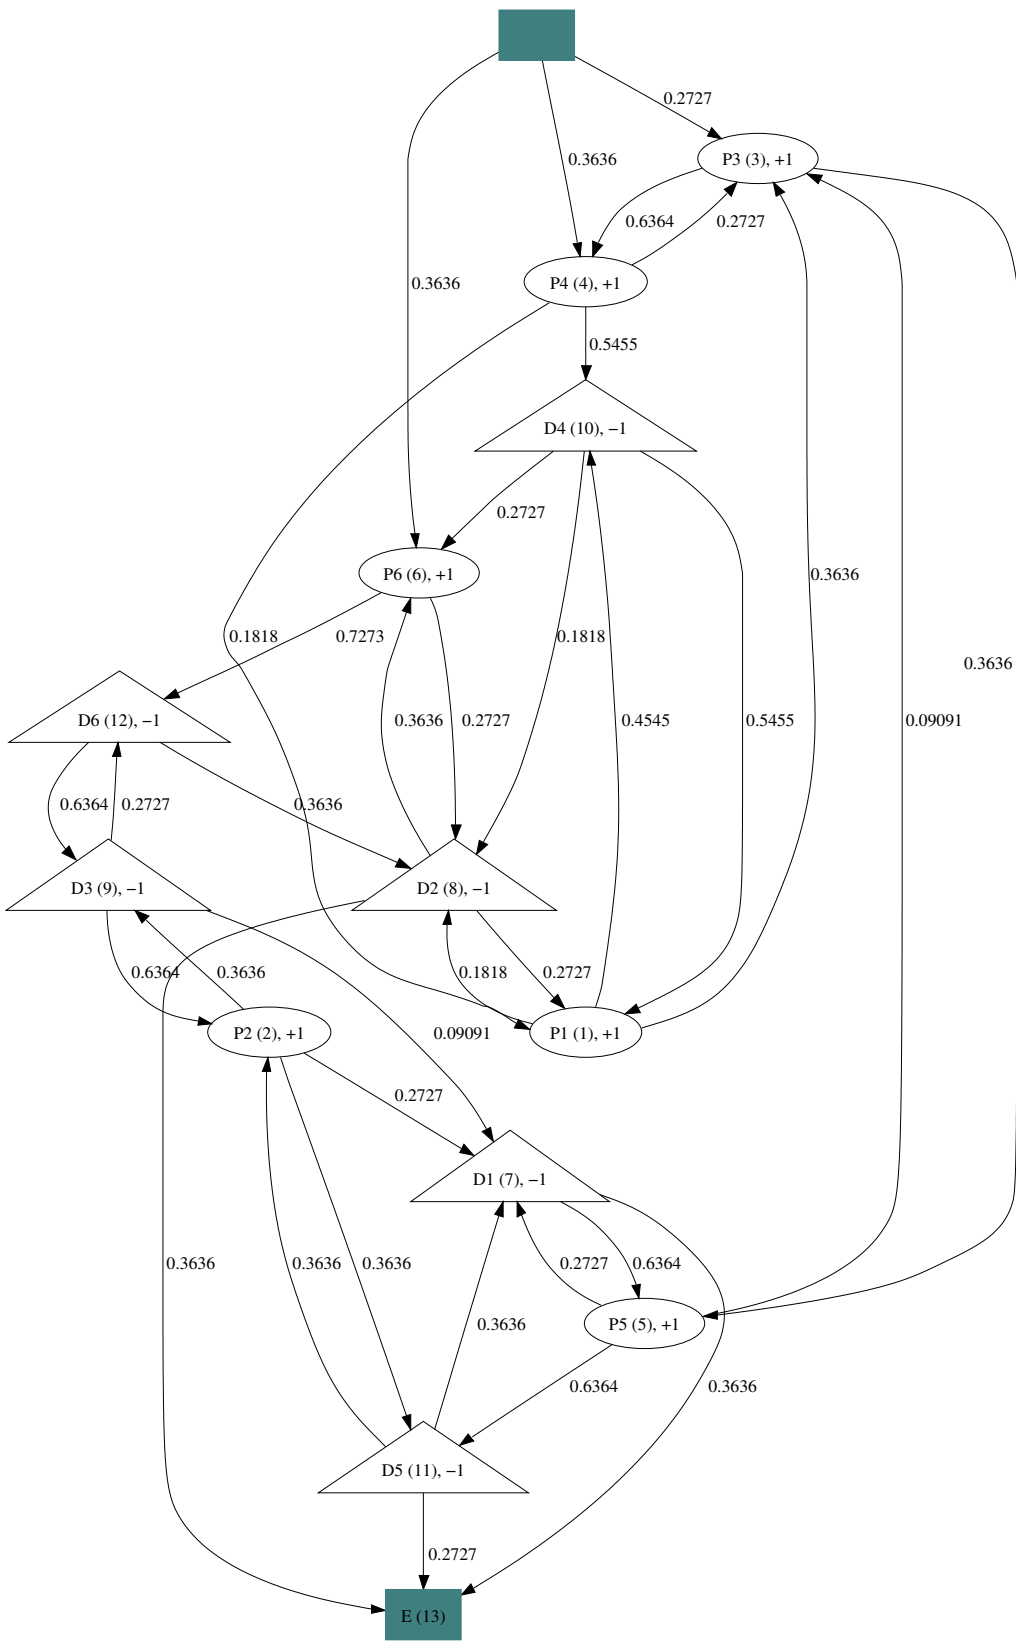 0.2727
P3 (3), +1
0.3636
0.6364
0.2727
P4 (4), +1
0.3636
0.5455
D4 (10), −1
0.2727
P6 (6), +1
0.3636
0.1818
0.7273
0.1818
0.3636
D6 (12), −1
0.3636
0.2727
0.4545
0.5455
0.09091
0.6364
0.2727
0.3636
D3 (9), −1
D2 (8), −1
0.6364
0.3636
0.1818
0.2727
P2 (2), +1
0.09091
P1 (1), +1
0.2727
D1 (7), −1
0.3636
0.3636
0.3636
0.2727
0.6364
0.3636
P5 (5), +1
0.6364
0.3636
D5 (11), −1
0.2727
E (13)